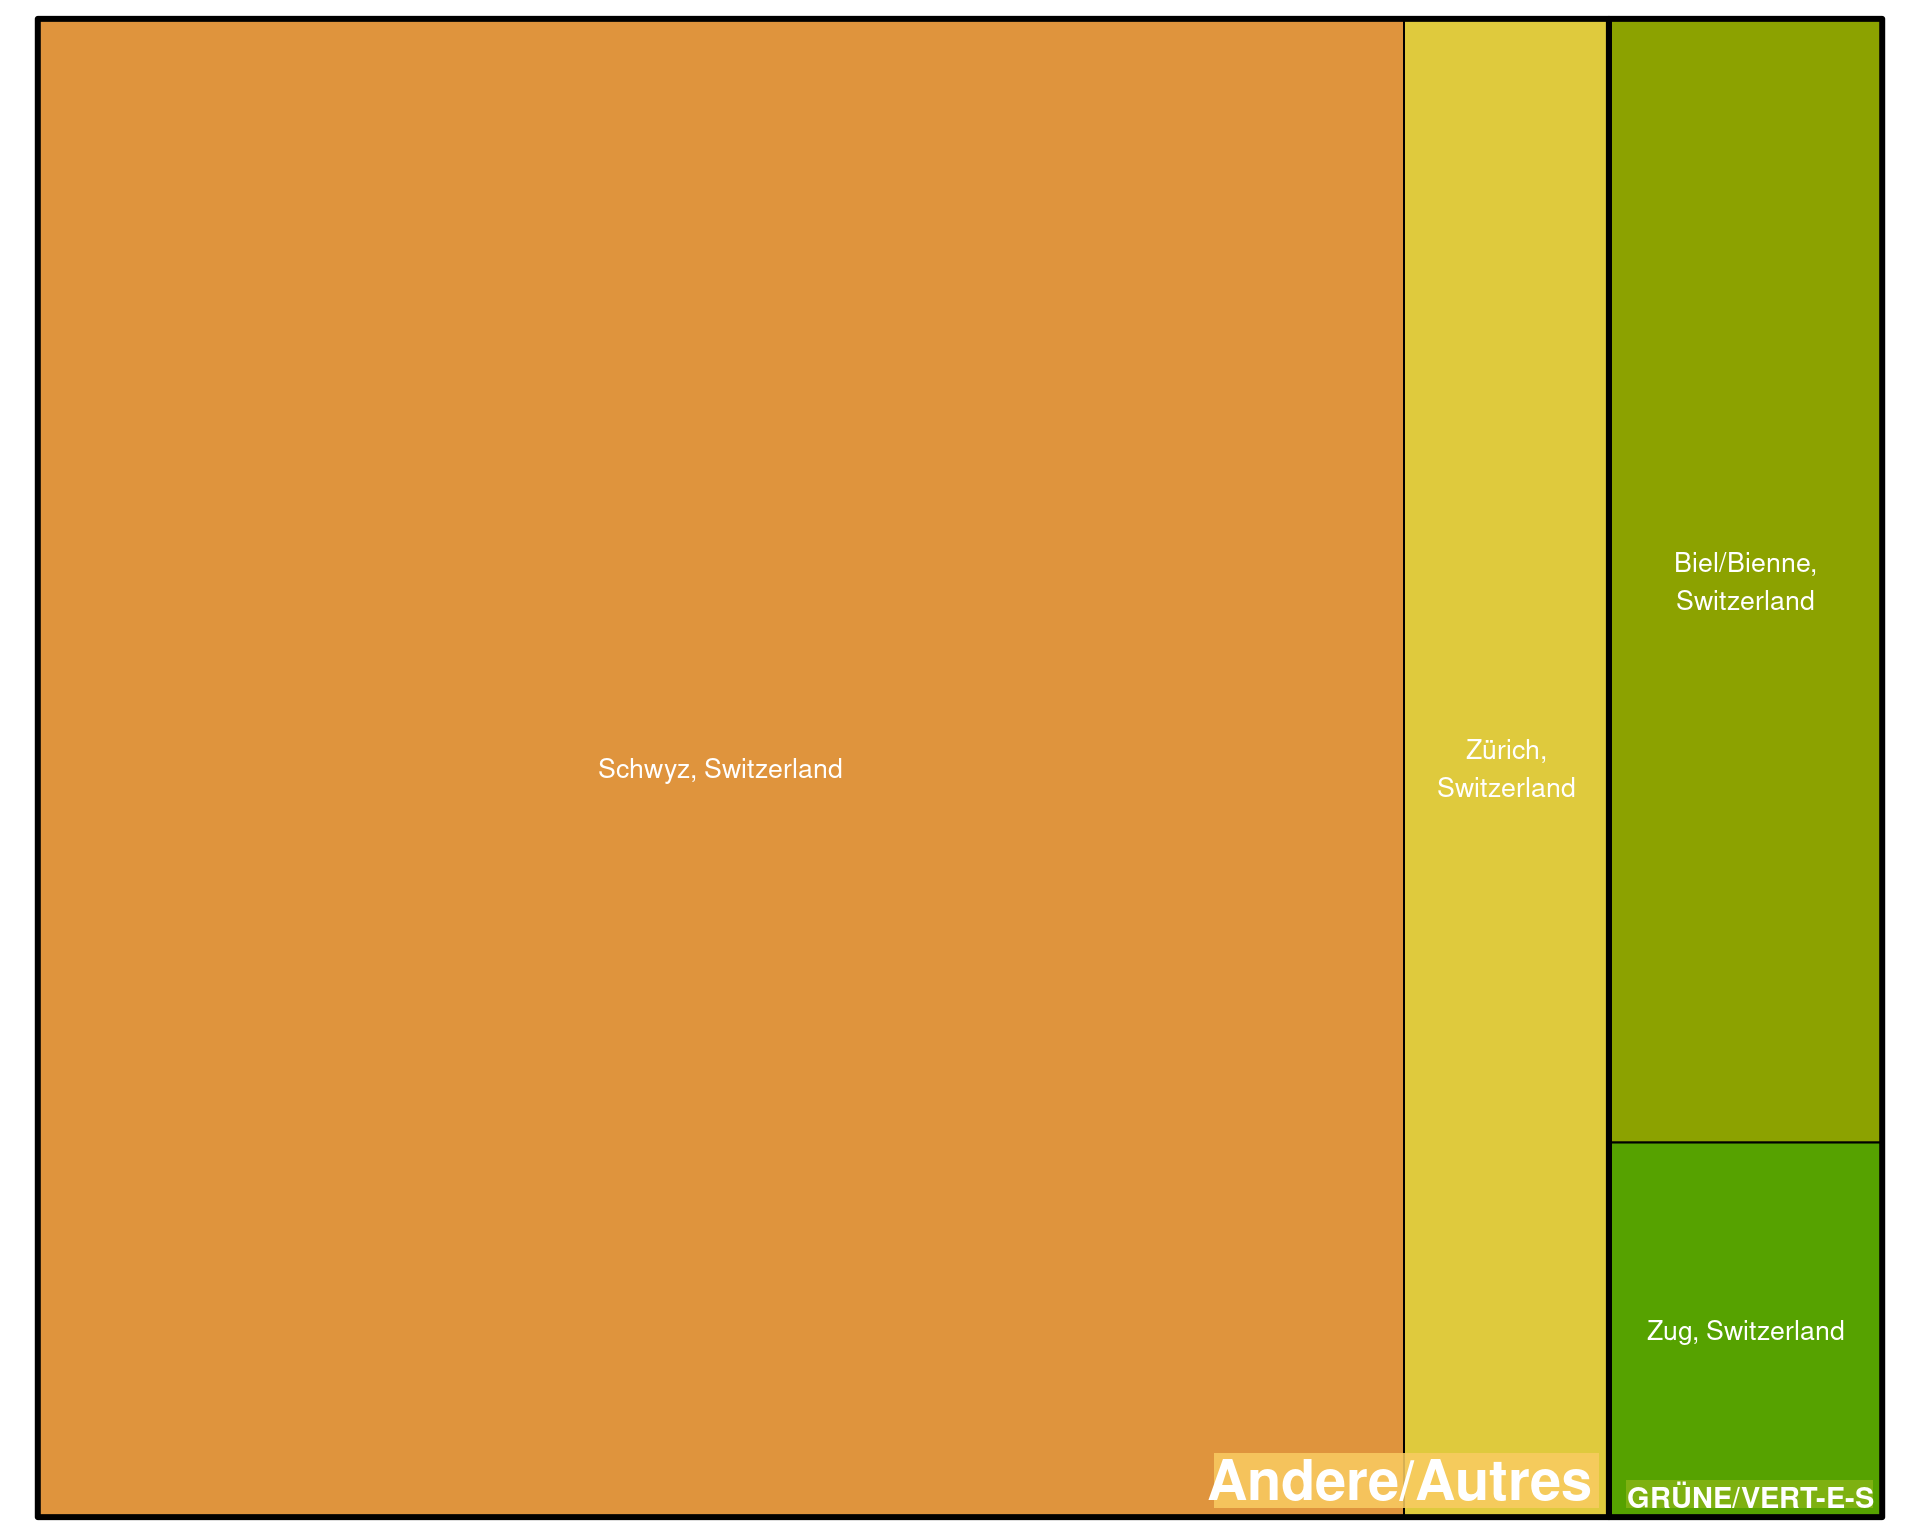 Schwyz, Switzerland
Zürich,
Switzerland
Biel/Bienne,
Switzerland
Zug, Switzerland
Andere/Autres
GRÜNE/VERT-E-S